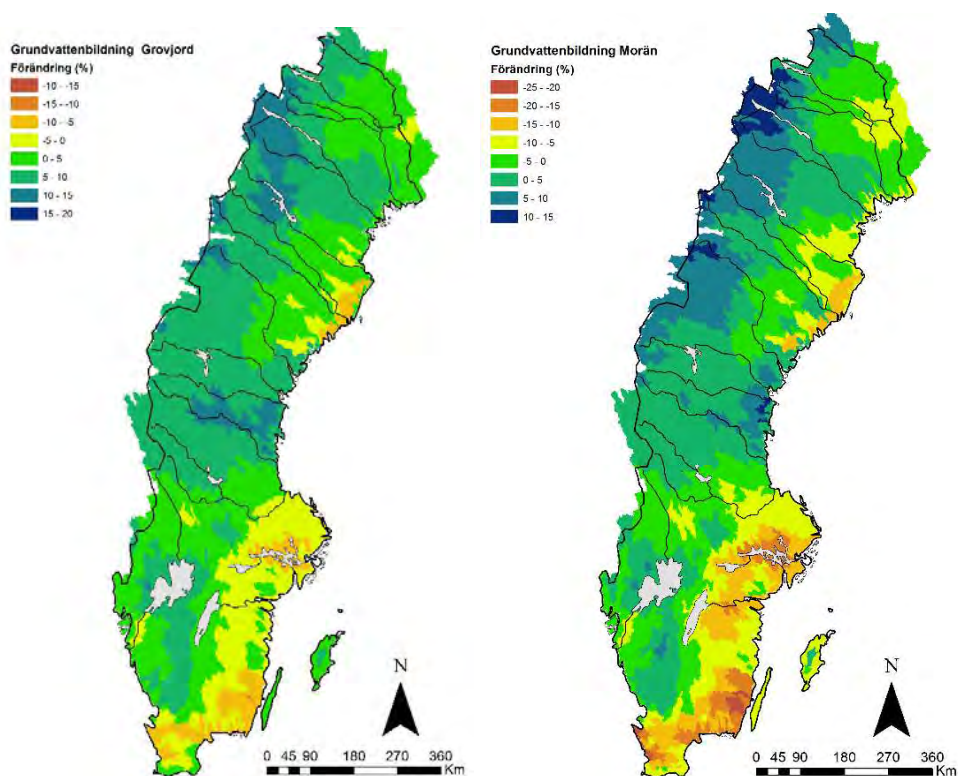 Grundvattenbildning Grovjord
Förändring (%)
-10 - -15
-15 - -10
-10 - -5
-5 - 0
0 - 5
5 - 10
10 - 15
15 - 20
N
0 45 90 180 270 360
Km
Grundvattenbildning Morän
Förändring (%)
-25 - -20
-20 - -15
-15 - -10
-10 - -5
-5 - 0
0 - 5
5 - 10
10 - 15
N
0 45 90 180 270 360
Km